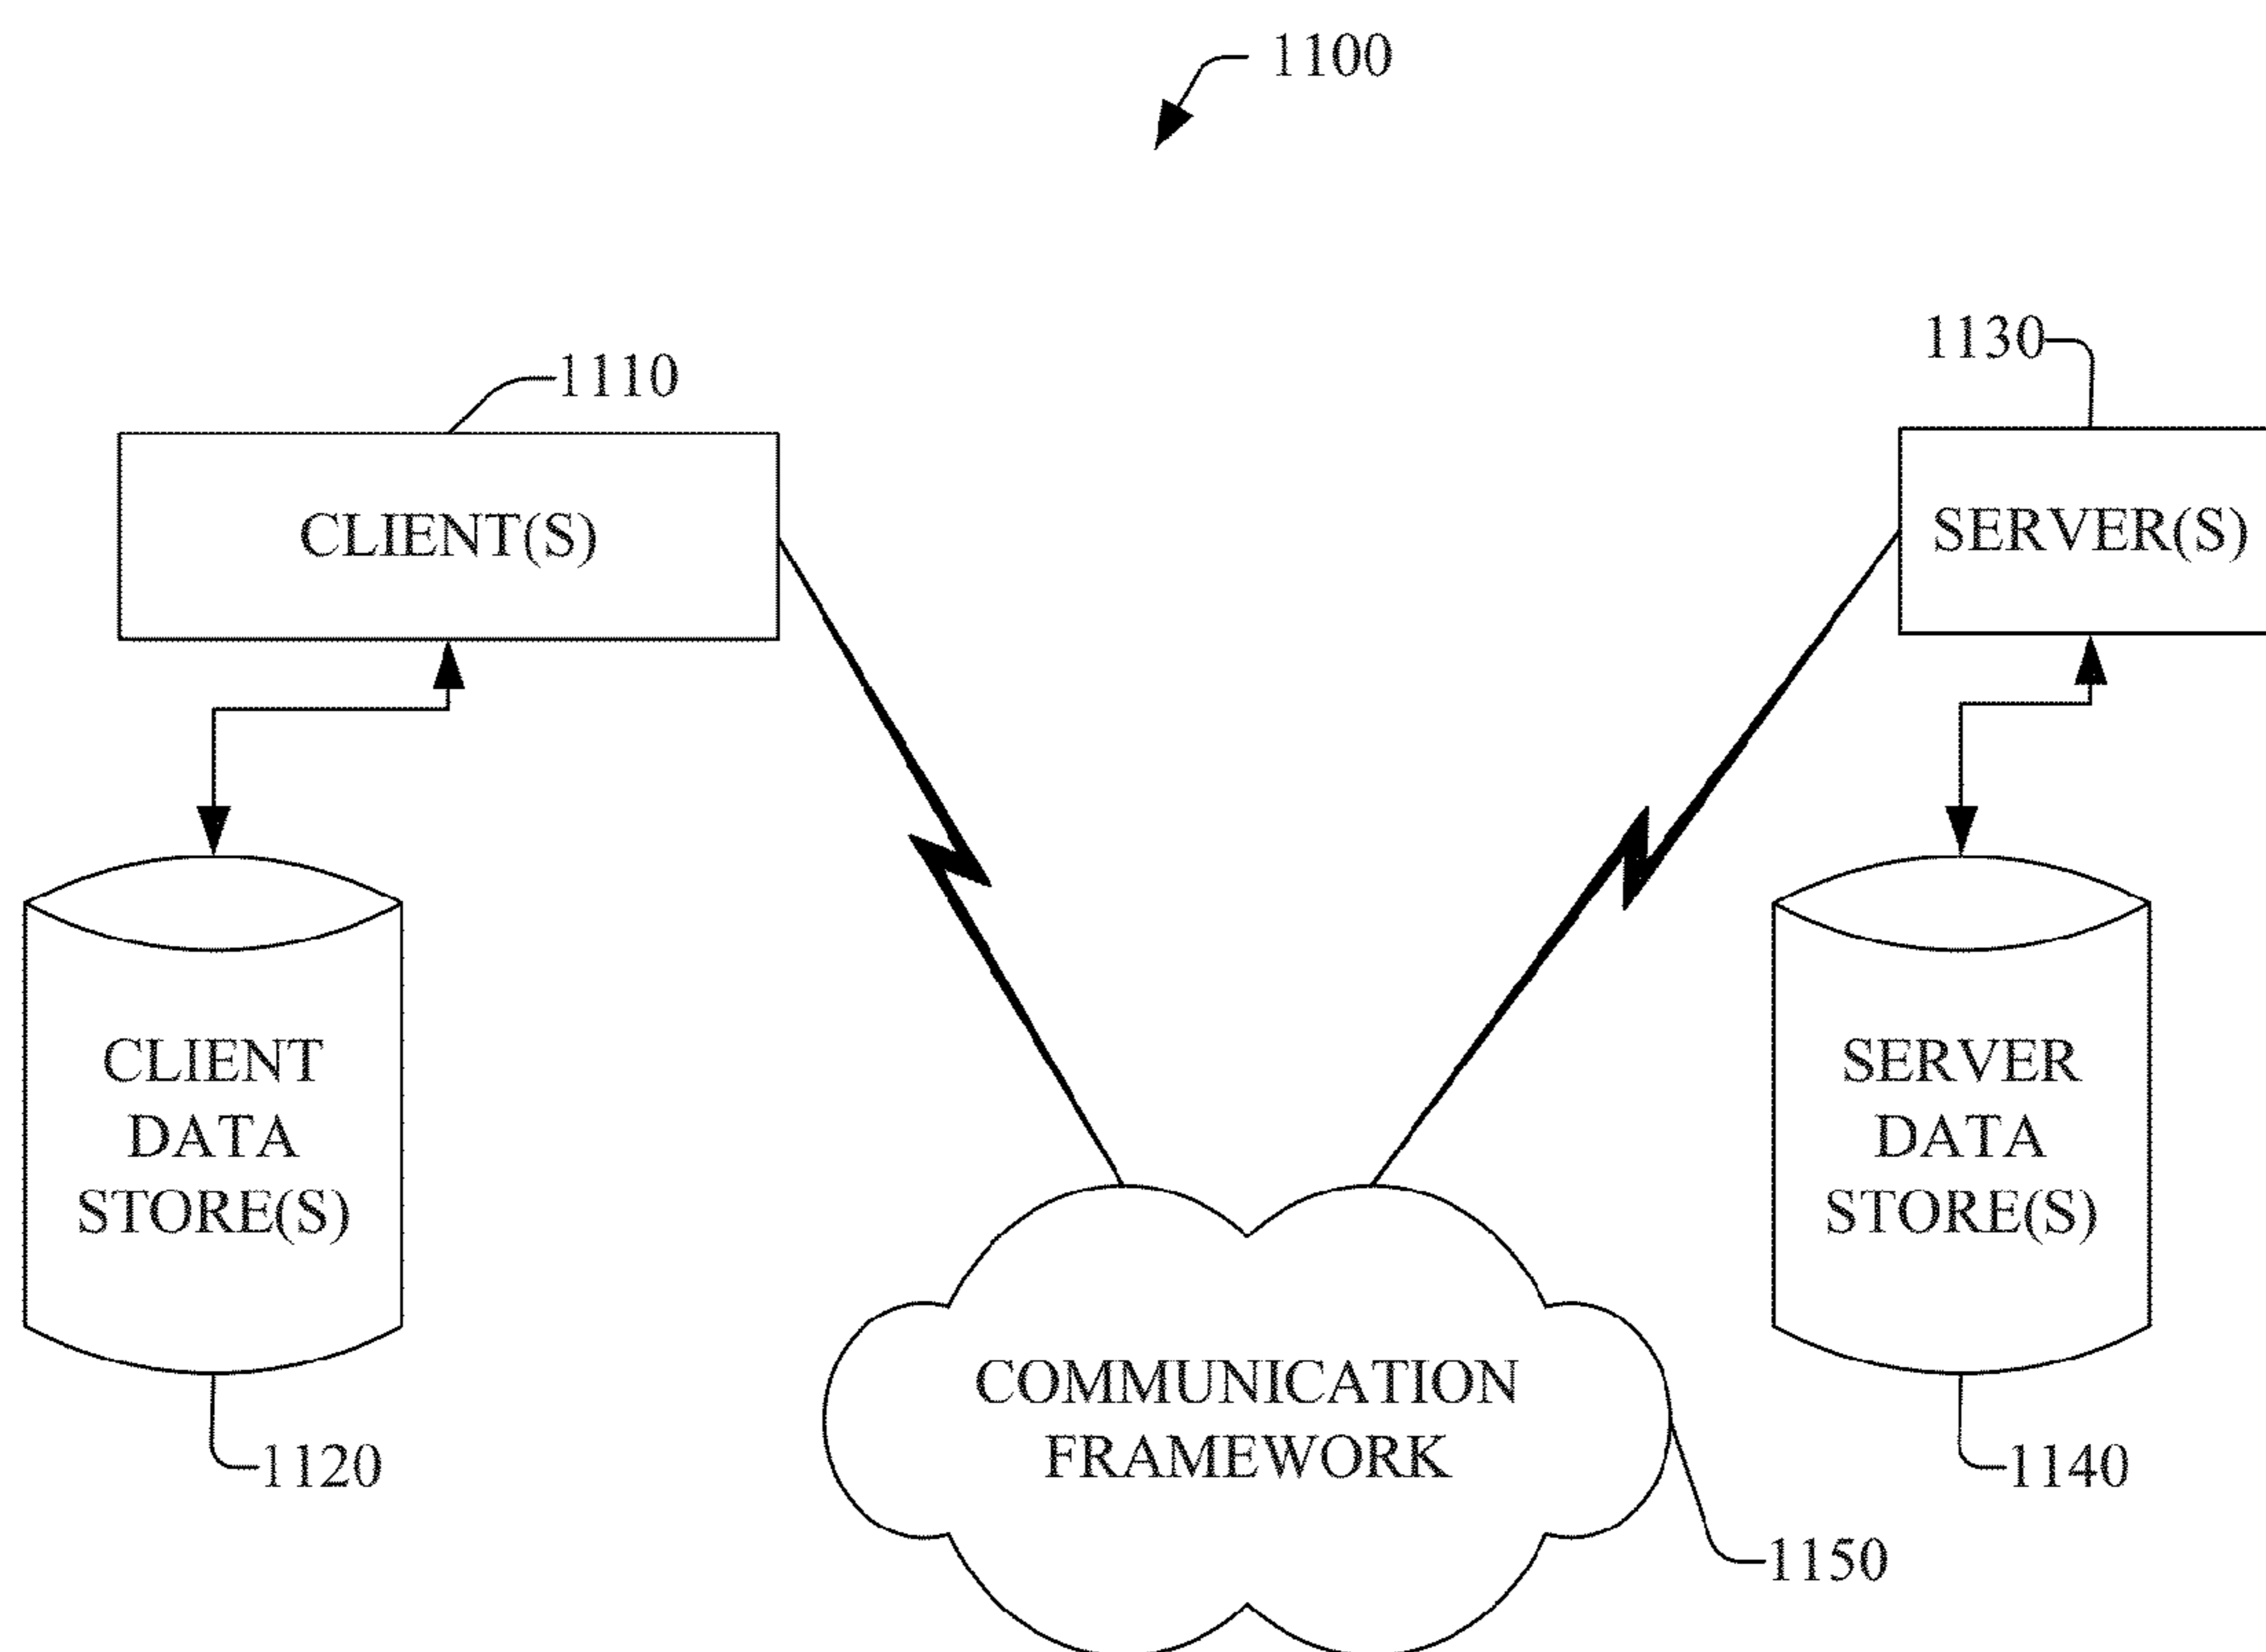 1100
1110
1130
CLIENT(S)
SERVER(S)
CLIENT
DATA
STORE(S)
SERVER
DATA
STORE(S)
COMMUNICATION
FRAMEWORK
1120
1140
1150